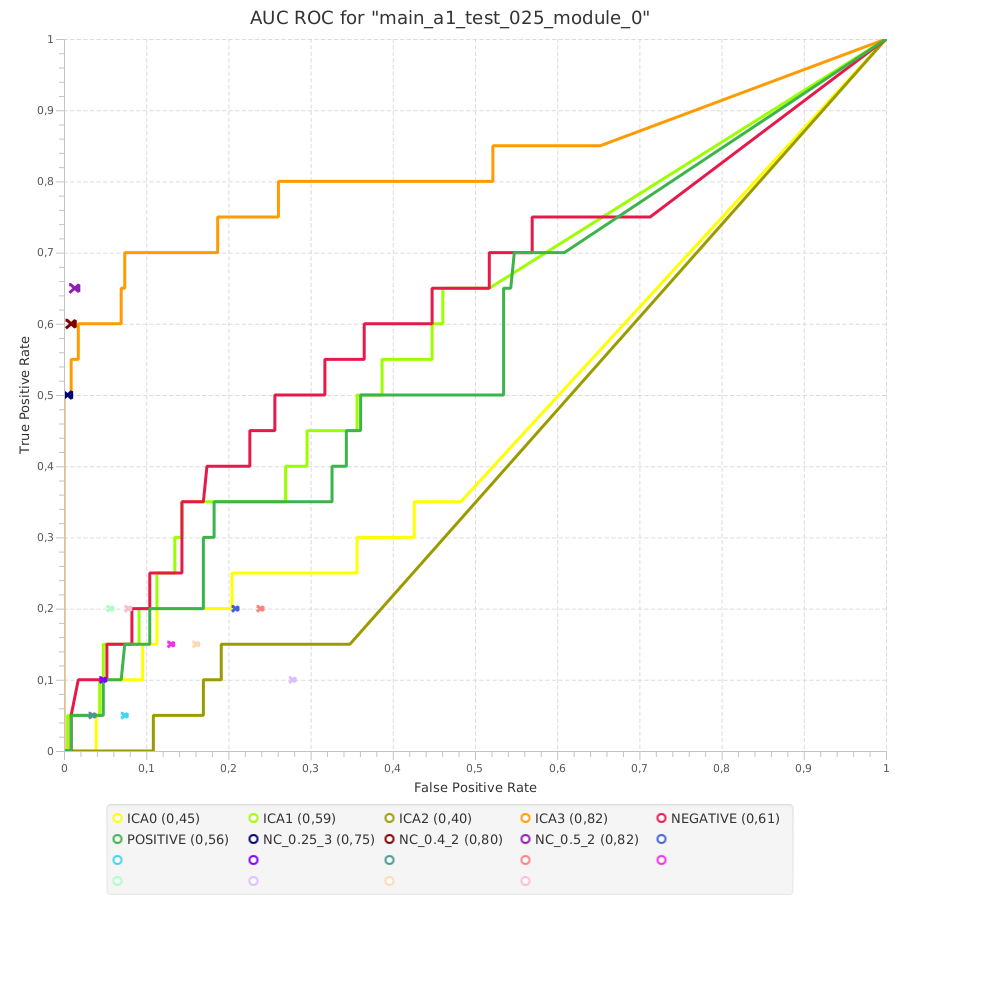 AUC ROC for "main_a1_test_025_module_0"
1
0,9
0,8
0,7
0,6
0,5
0,4
0,3
0,2
0,1
0
True Positive Rate
0 0,1 0,2 0,3 0,4 0,5 0,6 0,7 0,8 0,9 1
False Positive Rate
ICA0 (0,45) ICA1 (0,59) ICA2 (0,40) ICA3 (0,82) NEGATIVE (0,61)
POSITIVE (0,56) NC_0.25_3 (0,75) NC_0.4_2 (0,80) NC_0.5_2 (0,82)